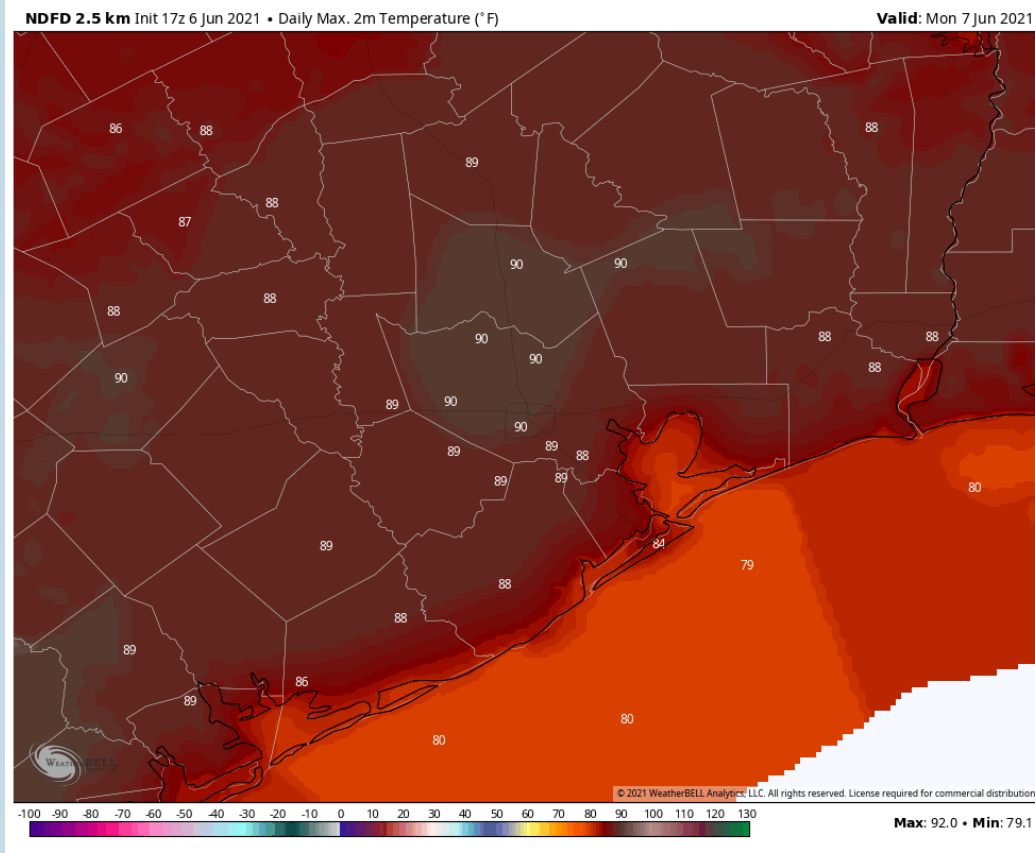 NDFD 2.5 km Init 17z 6 Jun 2021 • Daily Max. 2m Temperature (°F) Valid: Mon 7 Jun 2021
86 88 88
89
88
87
90 90
88 88
90 88 88
90 88
90
89 90
90
89 89 88
90 89 80
89 84
79
88
88
89
86
89
80
80
WEATHERBELL
© 2021 WeatherBELL Analytics, LLC. All rights reserved. License required for commercial distribution
-100 -90 -80 -70 -60 -50 -40 -30 -20 -10 0 10 20 30 40 50 60 70 80 90 100 110 120 130
Max: 92.0 • Min: 79.1